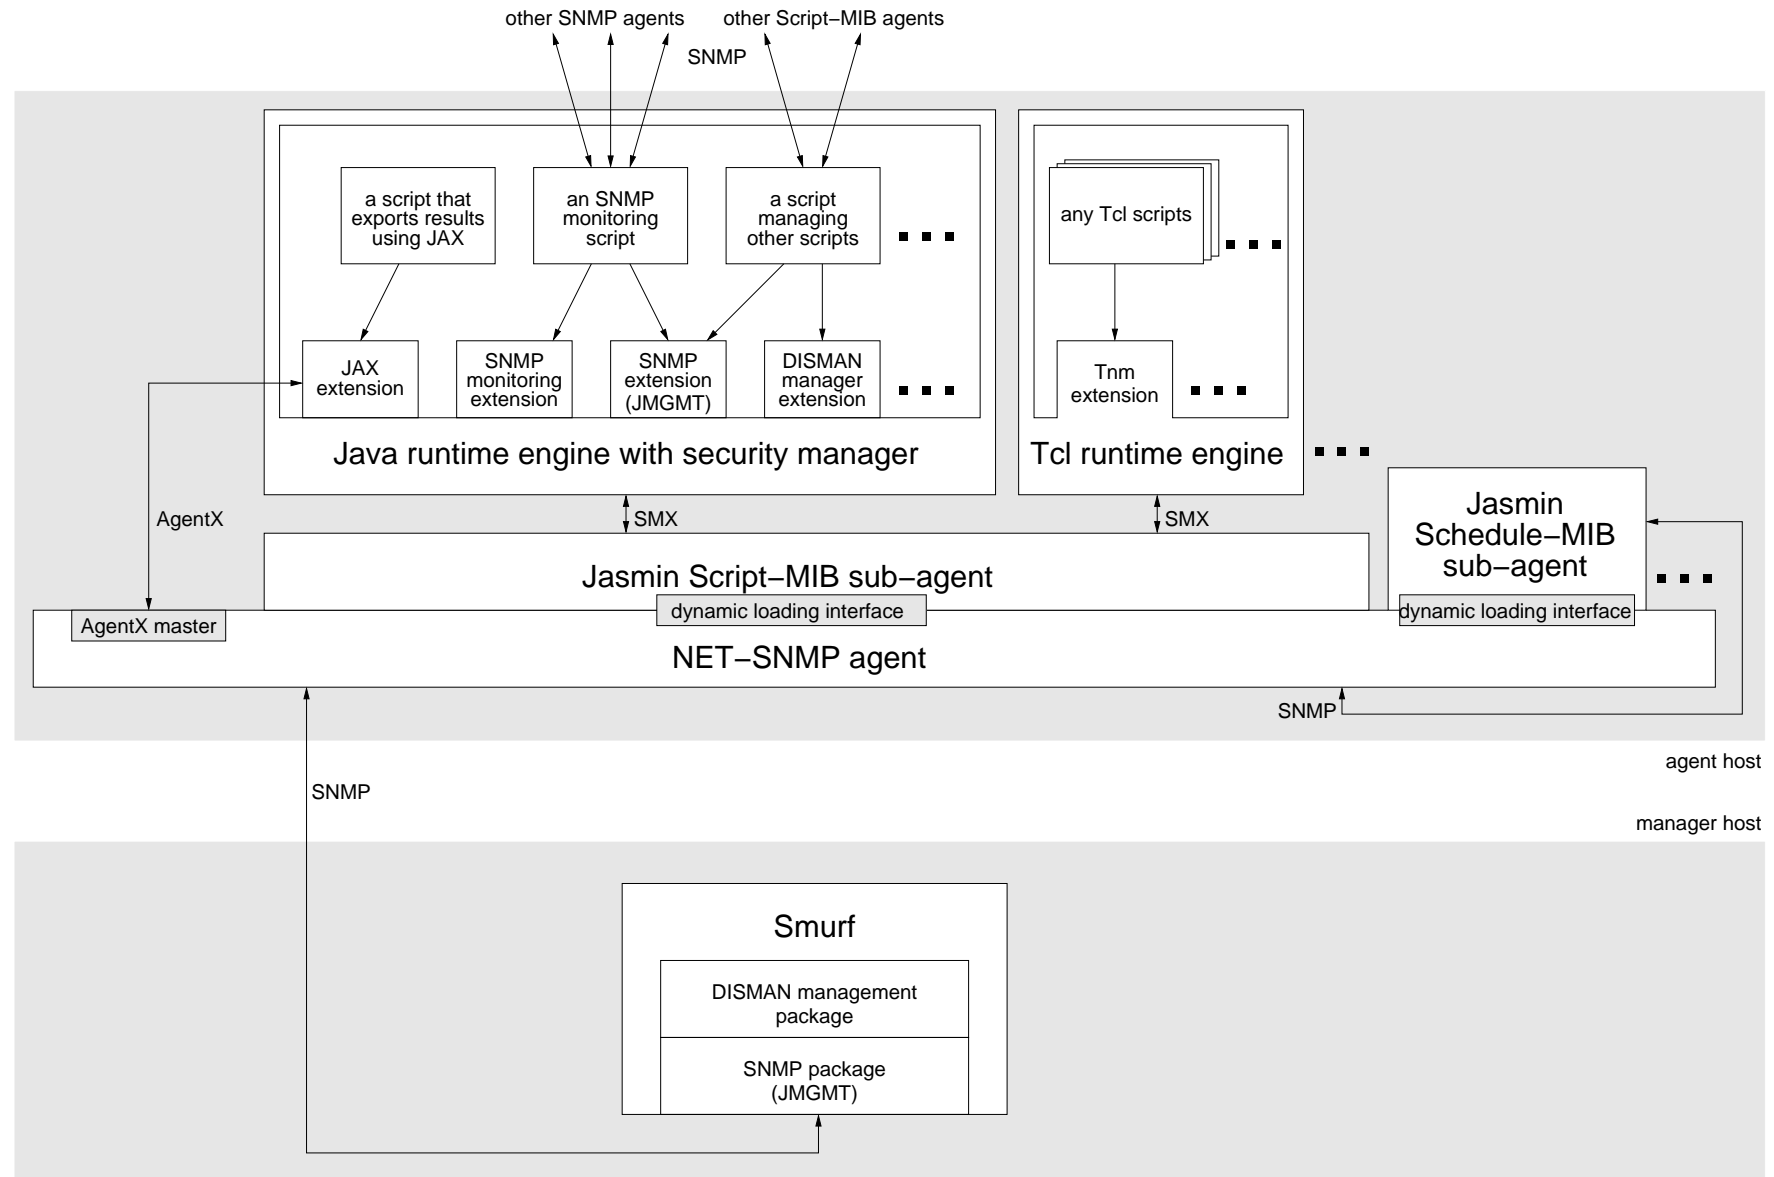 other SNMP agents
other Script−MIB agents
SNMP
a script that
exports results
using JAX
an SNMP
monitoring
script
a script
managing
other scripts
any Tcl scripts
JAX
extension
SNMP
monitoring
extension
SNMP
extension
(JMGMT)
DISMAN
manager
extension
Tnm
extension
Java runtime engine with security manager
Tcl runtime engine
AgentX
SMX
SMX
Jasmin
Schedule−MIB
sub−agent
Jasmin Script−MIB sub−agent
dynamic loading interface
dynamic loading interface
AgentX master
NET−SNMP agent
SNMP
agent host
SNMP
manager host
Smurf
DISMAN management
package
SNMP package
(JMGMT)